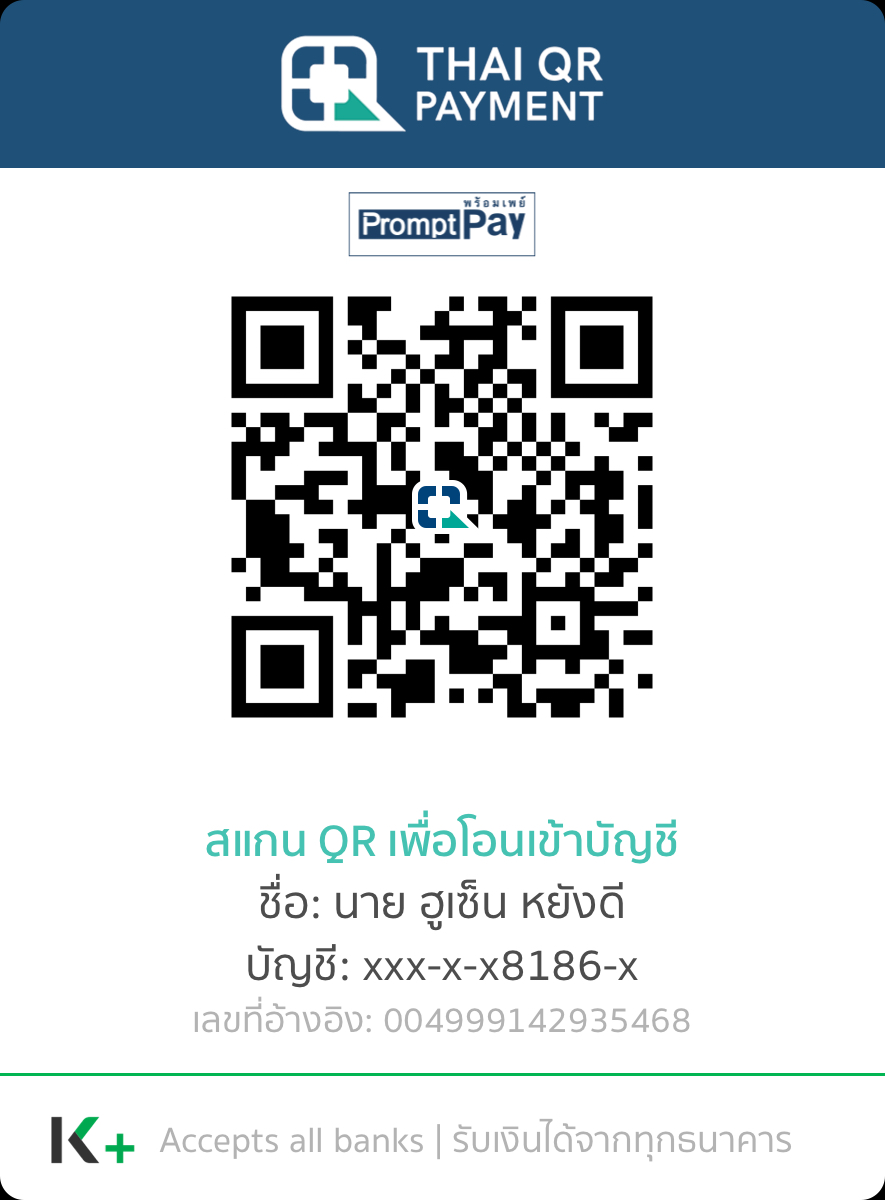 THAI QR
PAYMENT
พร้อมเพย์
PromptPay
สแกน QR เพื่อโอนเข้าบัญชี
ชื่อ: นาย ฮูเซ็น หยังดี
บัญชี: xxx-x-x8186-x
เลขที่อ้างอิง: 004999142935468
K+ Accepts all banks | รับเงินได้จากทุกธนาคาร